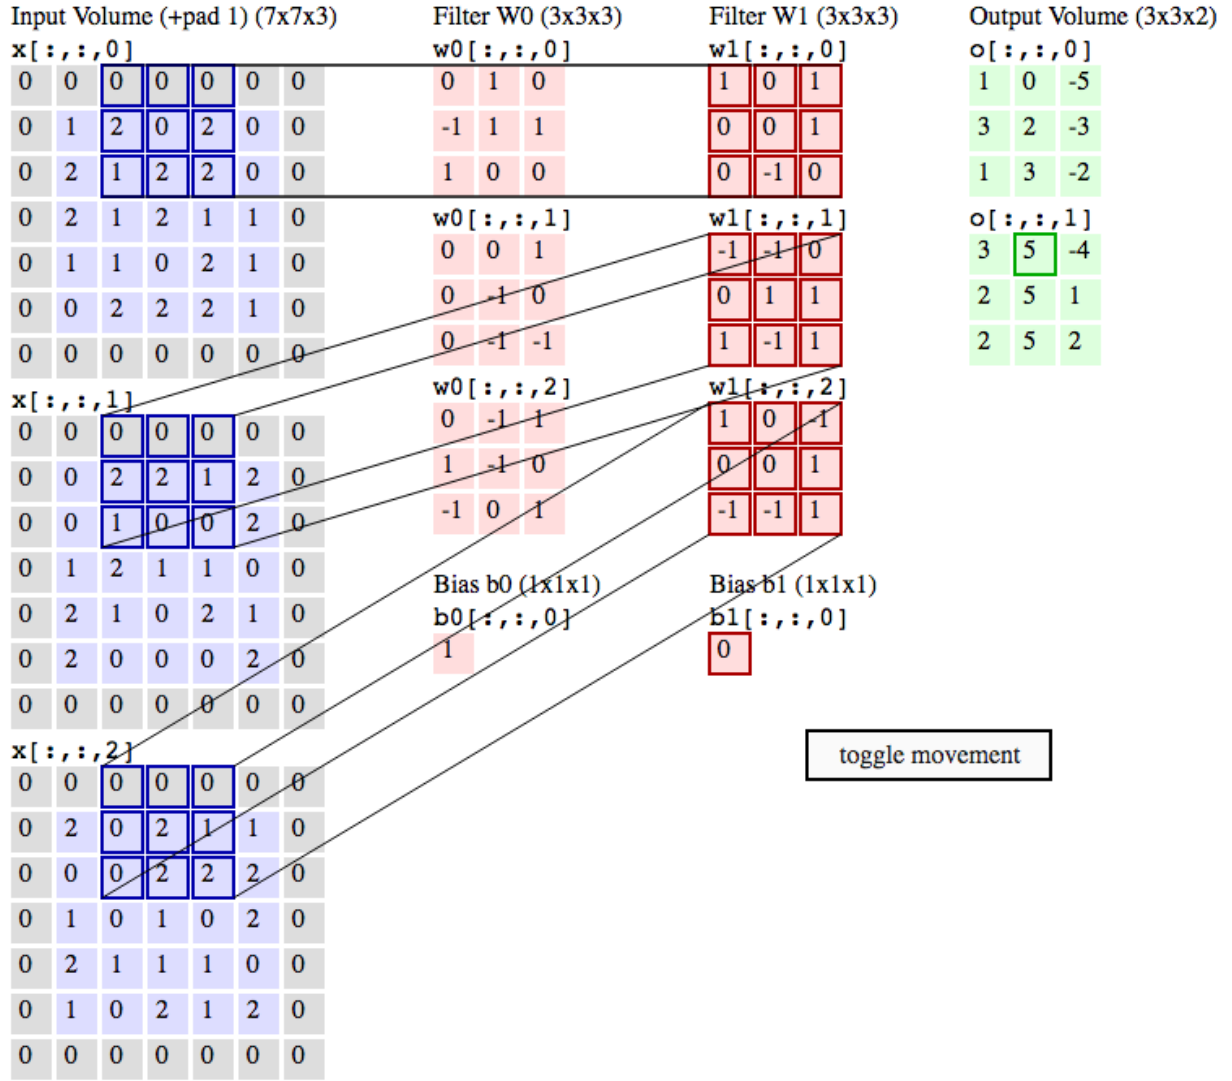 Input Volume (+pad 1) (7x7x3)
x[:,:,0]
0 0 0 0 0 0 0
0 1 2 0 2 0 0
0 2 1 2 2 0 0
0 2 1 2 1 1 0
0 1 1 0 2 1 0
0 0 2 2 2 1 0
0 0 0 0 0 0 0
x[:,:,1]
0 0 0 0 0 0 0
0 0 2 2 1 2 0
0 0 1 0 0 2 0
0 1 2 1 1 0 0
0 2 1 0 2 1 0
0 2 0 0 0 2 0
0 0 0 0 0 0 0
x[:,:,2]
0 0 0 0 0 0 0
0 2 0 2 1 1 0
0 0 0 2 2 2 0
0 1 0 1 0 2 0
0 2 1 1 1 0 0
0 1 0 2 1 2 0
0 0 0 0 0 0 0
Filter W0 (3x3x3)
w0[:,:,0]
0 1 0
-1 1 1
1 0 0
w0[:,:,1]
0 0 1
0 -1 0
0 -1 -1
w0[:,:,2]
0 -1 1
1 -1 0
-1 0 1
Bias b0 (1x1x1)
b0[:,:,0]
1
Filter W1 (3x3x3)
w1[:,:,0]
1 0 1
0 0 1
0 -1 0
w1[:,:,1]
-1 -1 0
0 1 1
1 -1 1
w1[:,:,2]
1 0 -1
0 0 1
-1 -1 1
Bias b1 (1x1x1)
b1[:,:,0]
0
Output Volume (3x3x2)
o[:,:,0]
1 0 -5
3 2 -3
1 3 -2
o[:,:,1]
3 5 -4
2 5 1
2 5 2
toggle movement